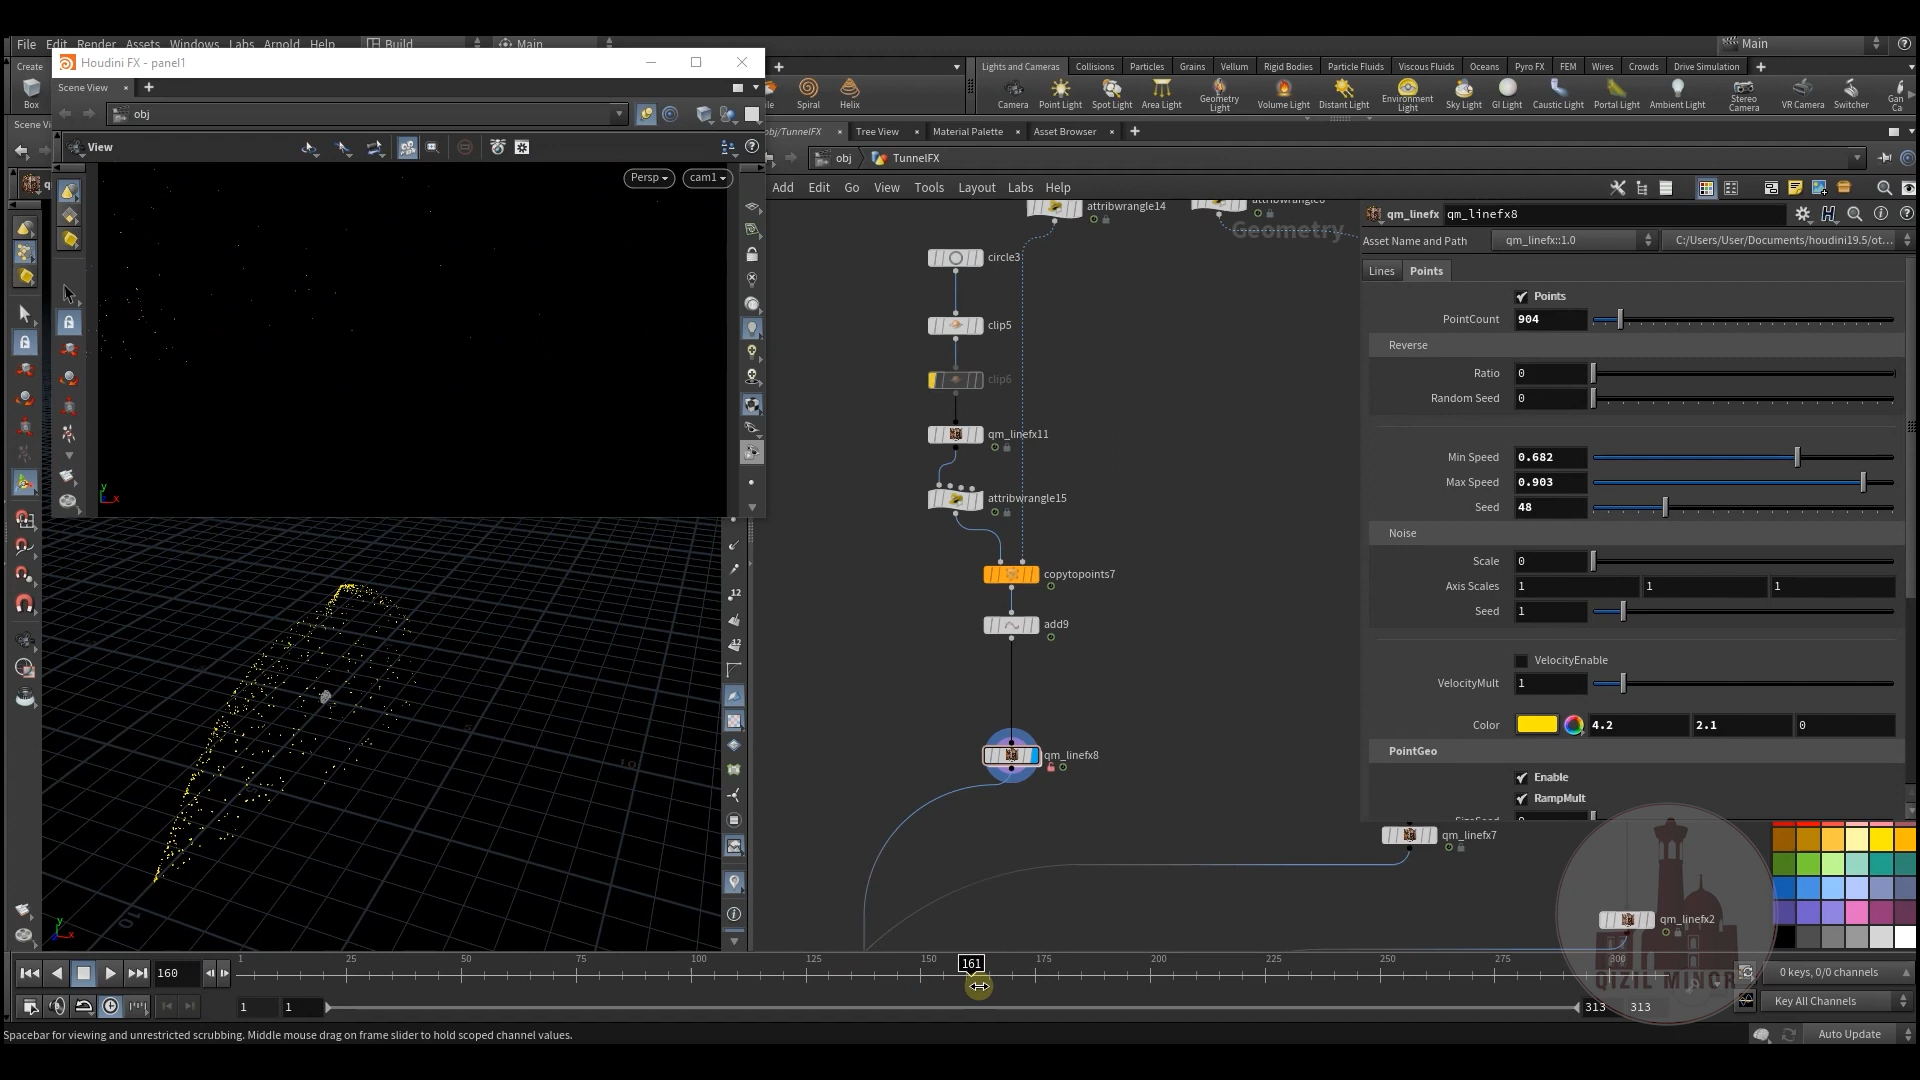 File Edit Render Assets Windows Labs Arnold Help
Build
Main
Main
Houdini FX - panel1
Scene View
obj
View
Persp
cam1
Create
Box
Scene Vi
Spiral
Helix
Lights and Cameras Collisions Particles Grains Vellum Rigid Bodies Particle Fluids Viscous Fluids Oceans Pyro FX FEM Wires Crowds Drive Simulation
Camera
Point Light
Spot Light
Area Light
Geometry
Light
Volume Light
Distant Light
Environment
Light
Sky Light
GI Light
Caustic Light
Portal Light
Ambient Light
Stereo
Camera
VR Camera
Switcher
obj/TunnelFX
Tree View
Material Palette
Asset Browser
obj
TunnelFX
Add Edit Go View Tools Layout Labs Help
Geometry
attribwrangle14
circle3
clip5
clip6
qm_linefx11
attribwrangle15
copytopoints7
add9
qm_linefx8
qm_linefx7
qm_linefx2
qm_linefx qm_linefx8
Asset Name and Path qm_linefx::1.0 C:/Users/User/Documents/houdini19.5/ot...
Lines Points
Points
PointCount 904
Reverse
Ratio 0
Random Seed 0
Min Speed 0.682
Max Speed 0.903
Seed 48
Noise
Scale 0
Axis Scales 1 1 1
Seed 1
VelocityEnable
VelocityMult 1
Color 4.2 2.1 0
PointGeo
Enable
RampMult
QIZIL MINOR
160
1 25 50 75 100 125 150 175 200 225 250 275 300
161
1 1 313 313
0 keys, 0/0 channels
Key All Channels
Spacebar for viewing and unrestricted scrubbing. Middle mouse drag on frame slider to hold scoped channel values.
Auto Update